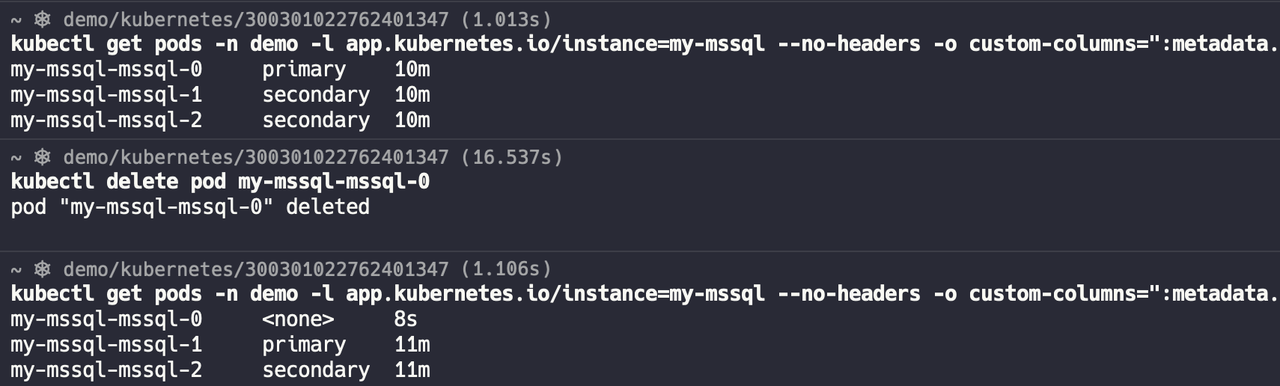 ~ ⎈ demo/kubernetes/300301022762401347 (1.013s)
kubectl get pods -n demo -l app.kubernetes.io/instance=my-mssql --no-headers -o custom-columns=":metadata.
my-mssql-mssql-0 primary 10m
my-mssql-mssql-1 secondary 10m
my-mssql-mssql-2 secondary 10m
~ ⎈ demo/kubernetes/300301022762401347 (16.537s)
kubectl delete pod my-mssql-mssql-0
pod "my-mssql-mssql-0" deleted
~ ⎈ demo/kubernetes/300301022762401347 (1.106s)
kubectl get pods -n demo -l app.kubernetes.io/instance=my-mssql --no-headers -o custom-columns=":metadata.
my-mssql-mssql-0 <none> 8s
my-mssql-mssql-1 primary 11m
my-mssql-mssql-2 secondary 11m